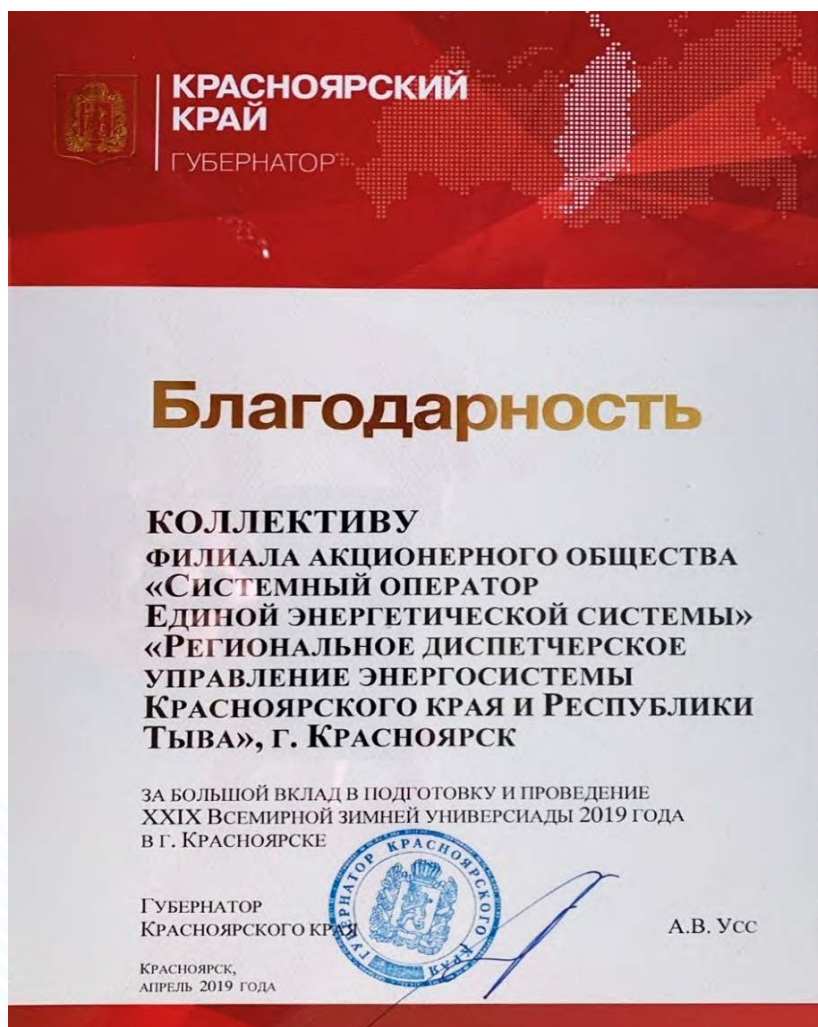 КРАСНОЯРСКИЙ
КРАЙ
ГУБЕРНАТОР
Благодарность
КОЛЛЕКТИВУ
ФИЛИАЛА АКЦИОНЕРНОГО ОБЩЕСТВА
«СИСТЕМНЫЙ ОПЕРАТОР
ЕДИНОЙ ЭНЕРГЕТИЧЕСКОЙ СИСТЕМЫ»
«РЕГИОНАЛЬНОЕ ДИСПЕТЧЕРСКОЕ
УПРАВЛЕНИЕ ЭНЕРГОСИСТЕМЫ
КРАСНОЯРСКОГО КРАЯ И РЕСПУБЛИКИ
ТЫВА», Г. КРАСНОЯРСК
ЗА БОЛЬШОЙ ВКЛАД В ПОДГОТОВКУ И ПРОВЕДЕНИЕ
XXIX ВСЕМИРНОЙ ЗИМНЕЙ УНИВЕРСИАДЫ 2019 ГОДА
В Г. КРАСНОЯРСКЕ
ГУБЕРНАТОР КРАСНОЯРСКОГО КРАЯ
ГУБЕРНАТОР
КРАСНОЯРСКОГО КРАЯ
А.В. УСС
КРАСНОЯРСК,
АПРЕЛЬ 2019 ГОДА